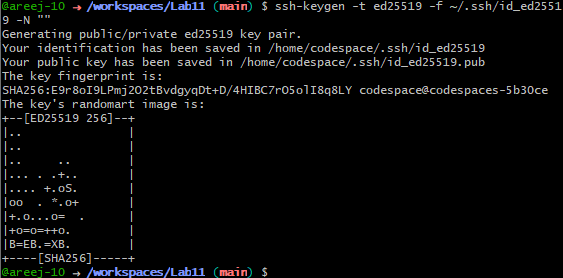 @areej-10 → /workspaces/Lab11 (main) $ ssh-keygen -t ed25519 -f ~/.ssh/id_ed2551
9 -N ""
Generating public/private ed25519 key pair.
Your identification has been saved in /home/codespace/.ssh/id_ed25519
Your public key has been saved in /home/codespace/.ssh/id_ed25519.pub
The key fingerprint is:
SHA256:E9r8oI9LPmj2O2tBvdgyqDt+D/4HIBC7rO5olI8q8LY codespace@codespaces-5b30ce
The key's randomart image is:
+--[ED25519 256]--+
|..               |
|..               |
|..     ..        |
|... . .+..       |
|.... +.oS.       |
|oo  . *.o+       |
|+.o...o=  .      |
|+o=o=++o.        |
|B=EB.=XB.        |
+----[SHA256]-----+
@areej-10 → /workspaces/Lab11 (main) $